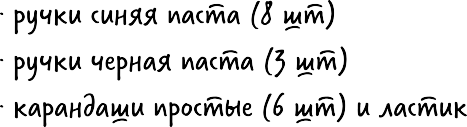 · ручки синяя паста (8 шт)
· ручки черная паста (3 шт)
· карандаши простые (6 шт) и ластик